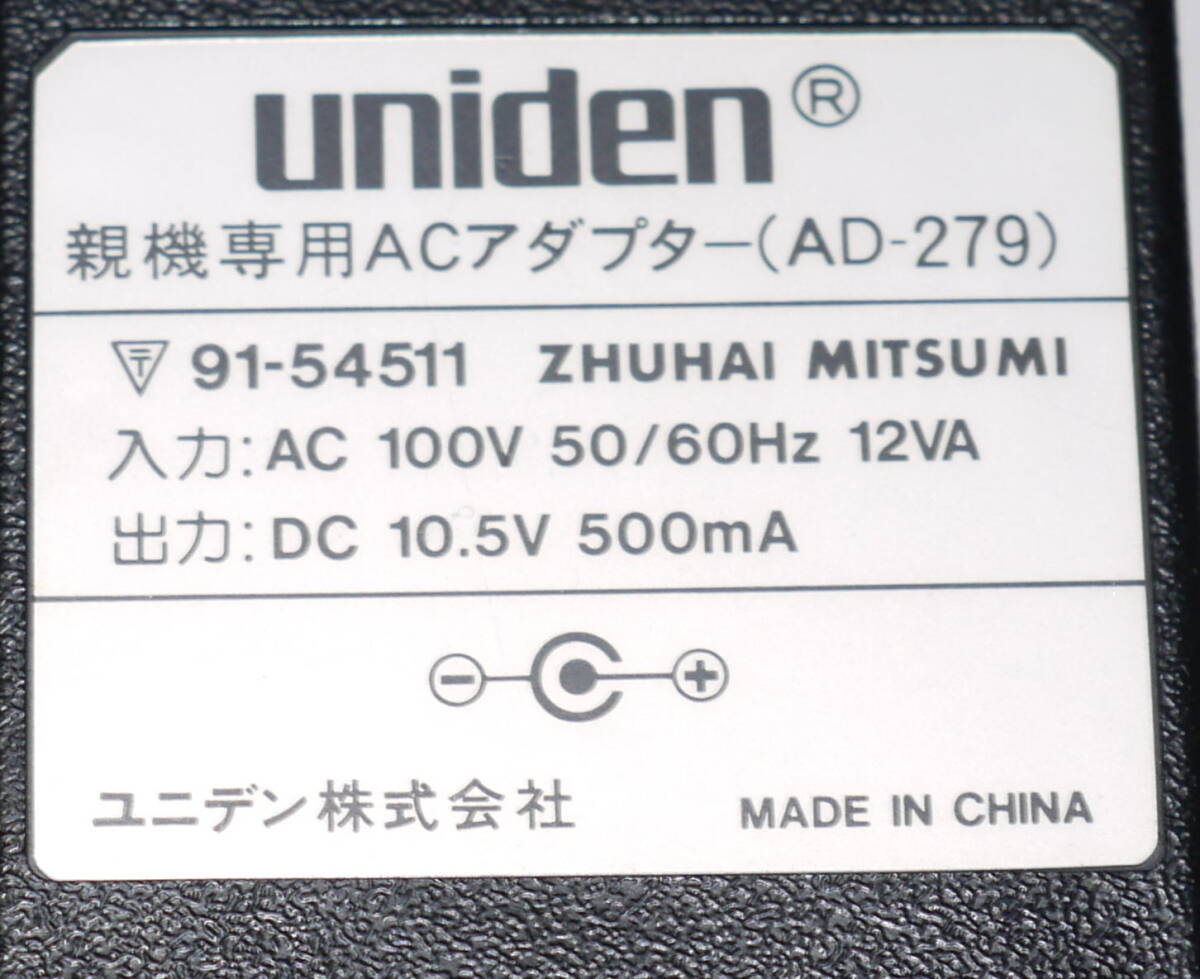 uniden®
親機専用ACアダプター(AD-279)
91-54511 ZHUHAI MITSUMI
入力: AC 100V 50/60Hz 12VA
出力: DC 10.5V 500mA
ユニデン株式会社 MADE IN CHINA